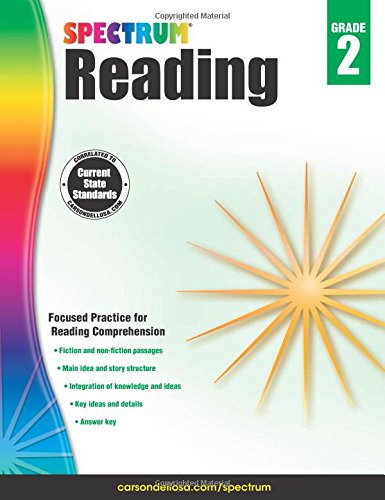 Copyrighted Material
SPECTRUM®
Reading
GRADE
2
CORRELATED TO
Current
State
Standards
CARSONDELLOSA.COM
Focused Practice for
Reading Comprehension
• Fiction and non-fiction passages
• Main idea and story structure
• Integration of knowledge and ideas
• Key ideas and details
• Answer key
carsondellosa.com/spectrum
Copyrighted Material